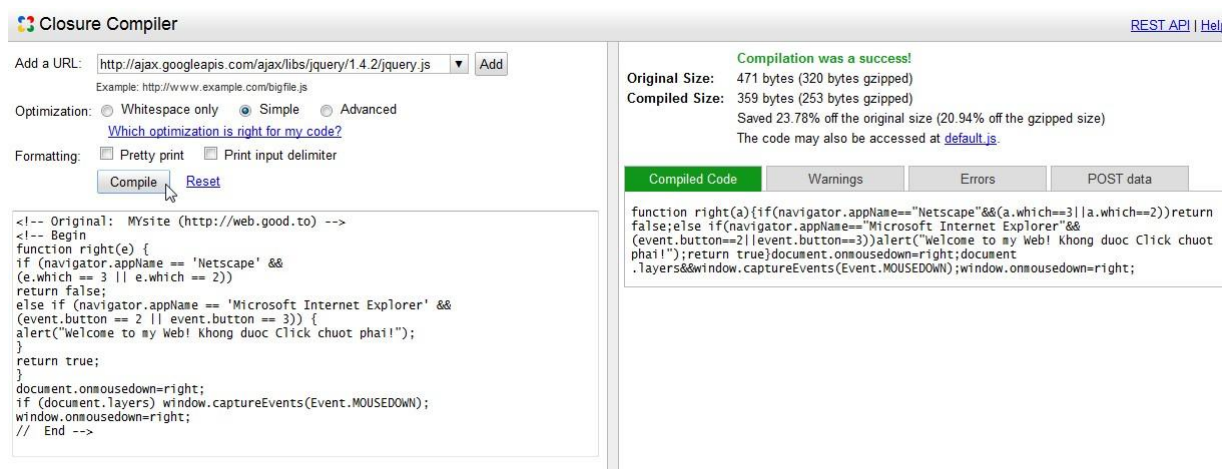 Closure Compiler
REST API | Help
Add a URL: http://ajax.googleapis.com/ajax/libs/jquery/1.4.2/jquery.js Add
Example: http://www.example.com/bigfile.js
Optimization: Whitespace only Simple Advanced
Which optimization is right for my code?
Formatting: Pretty print Print input delimiter
Compile Reset
<!-- Original:  MYsite (http://web.good.to) -->
<!-- Begin
function right(e) {
if (navigator.appName == 'Netscape' &&
(e.which == 3 || e.which == 2))
return false;
else if (navigator.appName == 'Microsoft Internet Explorer' &&
(event.button == 2 || event.button == 3)) {
alert("Welcome to my Web! Khong duoc Click chuot phai!");
}
return true;
}
document.onmousedown=right;
if (document.layers) window.captureEvents(Event.MOUSEDOWN);
window.onmousedown=right;
//  End -->
Compilation was a success!
Original Size: 471 bytes (320 bytes gzipped)
Compiled Size: 359 bytes (253 bytes gzipped)
Saved 23.78% off the original size (20.94% off the gzipped size)
The code may also be accessed at default.js.
Compiled Code Warnings Errors POST data
function right(a){if(navigator.appName=="Netscape"&&(a.which==3||a.which==2))return
false;else if(navigator.appName=="Microsoft Internet Explorer"&&
(event.button==2||event.button==3))alert("Welcome to my Web! Khong duoc Click chuot
phai!");return true}document.onmousedown=right;document
.layers&&window.captureEvents(Event.MOUSEDOWN);window.onmousedown=right;